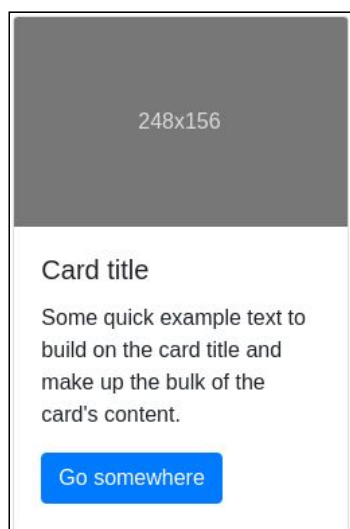 248x156
Card title
Some quick example text to
build on the card title and
make up the bulk of the
card's content.
Go somewhere